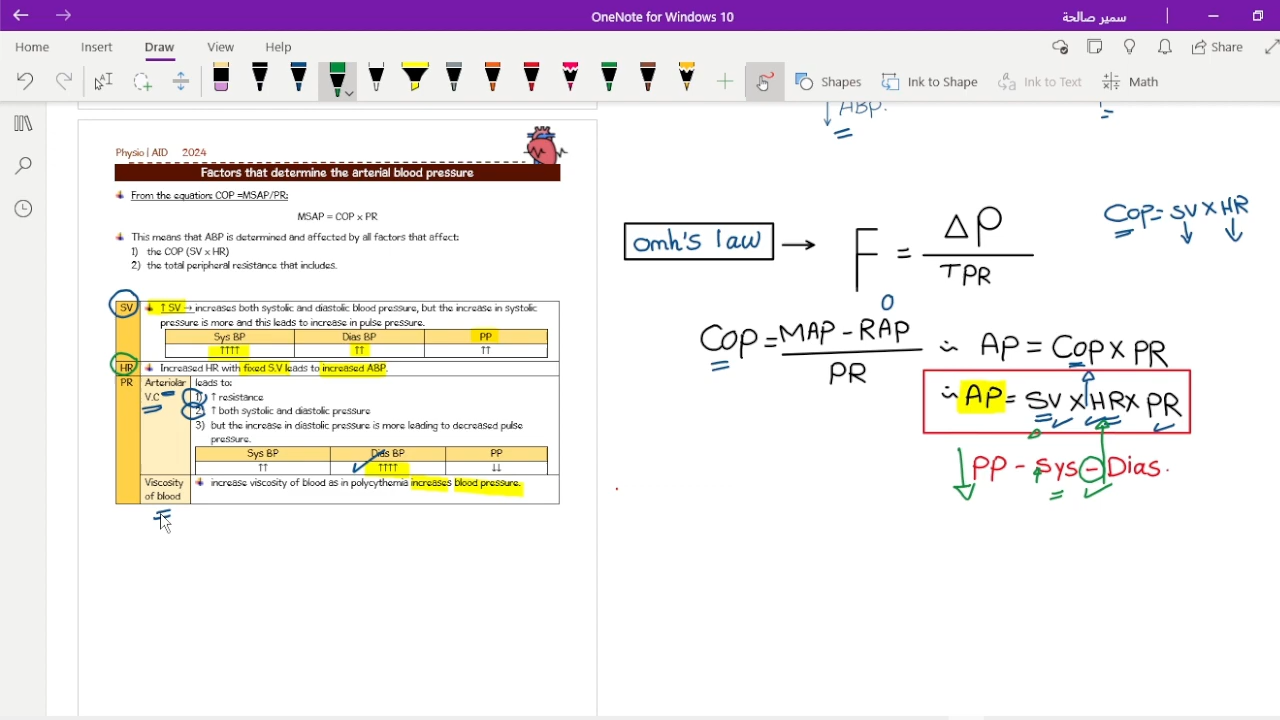 OneNote for Windows 10
سمير صالحة
Home Insert Draw View Help
Share
Shapes
Ink to Shape
Ink to Text
Math
↓ ABP.
Physio | AID 2024
Factors that determine the arterial blood pressure
From the equation: COP =MSAP/PR:
MSAP = COP x PR
This means that ABP is determined and affected by all factors that affect:
1) the COP (SV x HR)
2) the total peripheral resistance that includes.
SV ↑ SV → increases both systolic and diastolic blood pressure, but the increase in systolic
pressure is more and this leads to increase in pulse pressure.
Sys BP Dias BP PP
↑↑↑↑ ↑↑ ↑↑
HR Increased HR with fixed S.V leads to increased ABP.
PR Arteriolar V.C leads to:
1) ↑ resistance
2) ↑ both systolic and diastolic pressure
3) but the increase in diastolic pressure is more leading to decreased pulse
pressure.
Sys BP Dias BP PP
↑↑ ↑↑↑↑ ↓↓
Viscosity of blood increase viscosity of blood as in polycythemia increases blood pressure.
COP = SV x HR
↓ ↓
omh's law → F = ΔP / TPR
0
COP = MAP - RAP / PR ∴ AP = COP x PR
∴ AP = SV x HR x PR
↓ PP - Sys - Dias.